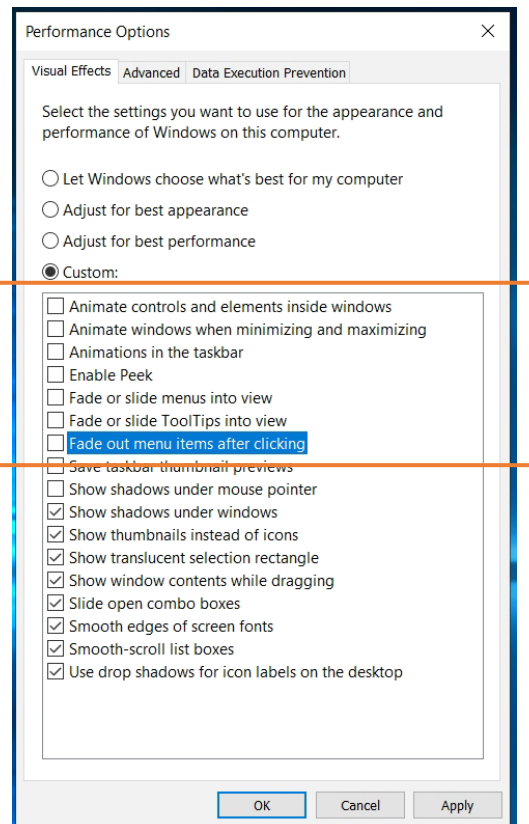 Performance Options
Visual Effects Advanced Data Execution Prevention
Select the settings you want to use for the appearance and
performance of Windows on this computer.
Let Windows choose what's best for my computer
Adjust for best appearance
Adjust for best performance
Custom:
Animate controls and elements inside windows
Animate windows when minimizing and maximizing
Animations in the taskbar
Enable Peek
Fade or slide menus into view
Fade or slide ToolTips into view
Fade out menu items after clicking
Save taskbar thumbnail previews
Show shadows under mouse pointer
Show shadows under windows
Show thumbnails instead of icons
Show translucent selection rectangle
Show window contents while dragging
Slide open combo boxes
Smooth edges of screen fonts
Smooth-scroll list boxes
Use drop shadows for icon labels on the desktop
OK Cancel Apply